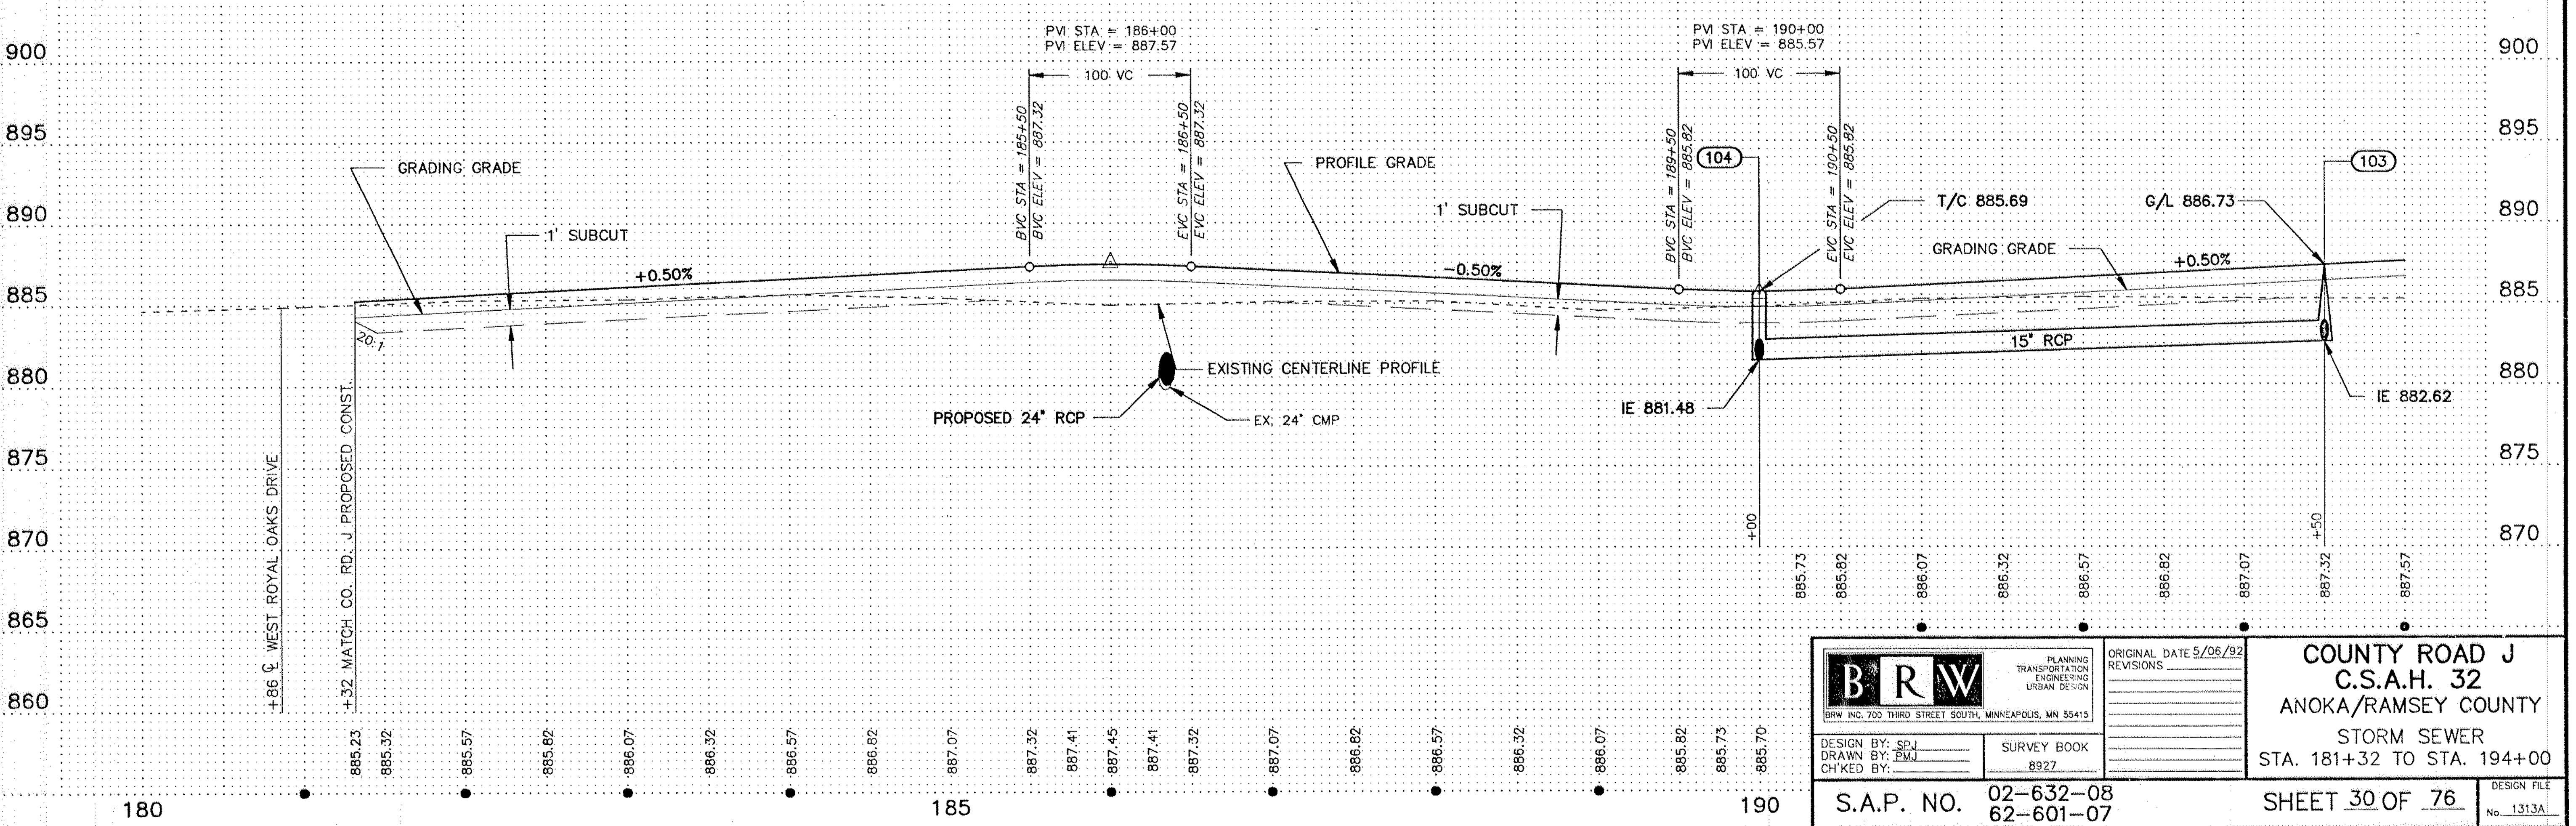 PVI STA = 186+00
PVI ELEV = 887.57
100 VC
PVI STA = 190+00
PVI ELEV = 885.57
100 VC
900
895
890
885
880
875
870
865
860
900
895
890
885
880
875
870
BVC STA = 185+50
BVC ELEV = 887.32
EVC STA = 186+50
EVC ELEV = 887.32
BVC STA = 189+50
BVC ELEV = 885.82
EVC STA = 190+50
EVC ELEV = 885.82
104
103
GRADING GRADE
1' SUBCUT
+0.50%
PROFILE GRADE
1' SUBCUT
-0.50%
T/C 885.69
G/L 886.73
GRADING GRADE
+0.50%
20:1
15" RCP
EXISTING CENTERLINE PROFILE
PROPOSED 24" RCP
EX. 24" CMP
IE 881.48
IE 882.62
+86 ℄ WEST ROYAL OAKS DRIVE
+32 MATCH CO. RD. J PROPOSED CONST.
+00
+50
885.73
885.82
886.07
886.32
886.57
886.82
887.07
887.32
887.57
885.23
885.32
885.57
885.82
886.07
886.32
886.57
886.82
887.07
887.32
887.41
887.45
887.41
887.32
887.07
886.82
886.57
886.32
886.07
885.82
885.73
885.70
180
185
190
BRW
PLANNING
TRANSPORTATION
ENGINEERING
URBAN DESIGN
BRW INC. 700 THIRD STREET SOUTH, MINNEAPOLIS, MN 55415
DESIGN BY: SPJ
DRAWN BY: PMJ
CH'KED BY:
SURVEY BOOK
8927
ORIGINAL DATE 5/06/92
REVISIONS
COUNTY ROAD J
C.S.A.H. 32
ANOKA/RAMSEY COUNTY
STORM SEWER
STA. 181+32 TO STA. 194+00
S.A.P. NO. 02-632-08
62-601-07
SHEET 30 OF 76
DESIGN FILE
No. 1313A